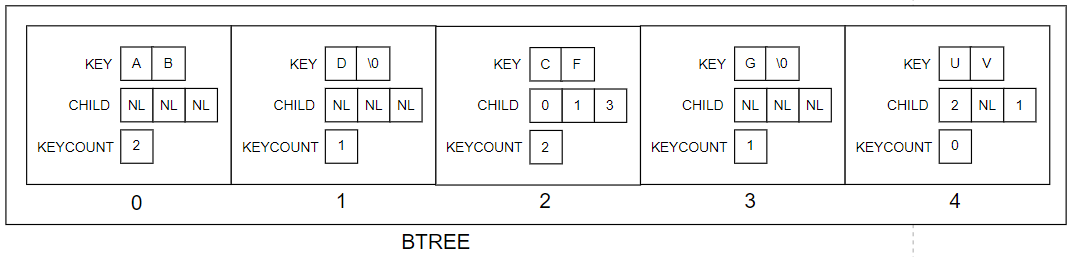 KEY A B KEY D \0 KEY C F KEY G \0 KEY U V
CHILD NL NL NL CHILD NL NL NL CHILD 0 1 3 CHILD NL NL NL CHILD 2 NL 1
KEYCOUNT 2 KEYCOUNT 1 KEYCOUNT 2 KEYCOUNT 1 KEYCOUNT 0
0 1 2 3 4
BTREE